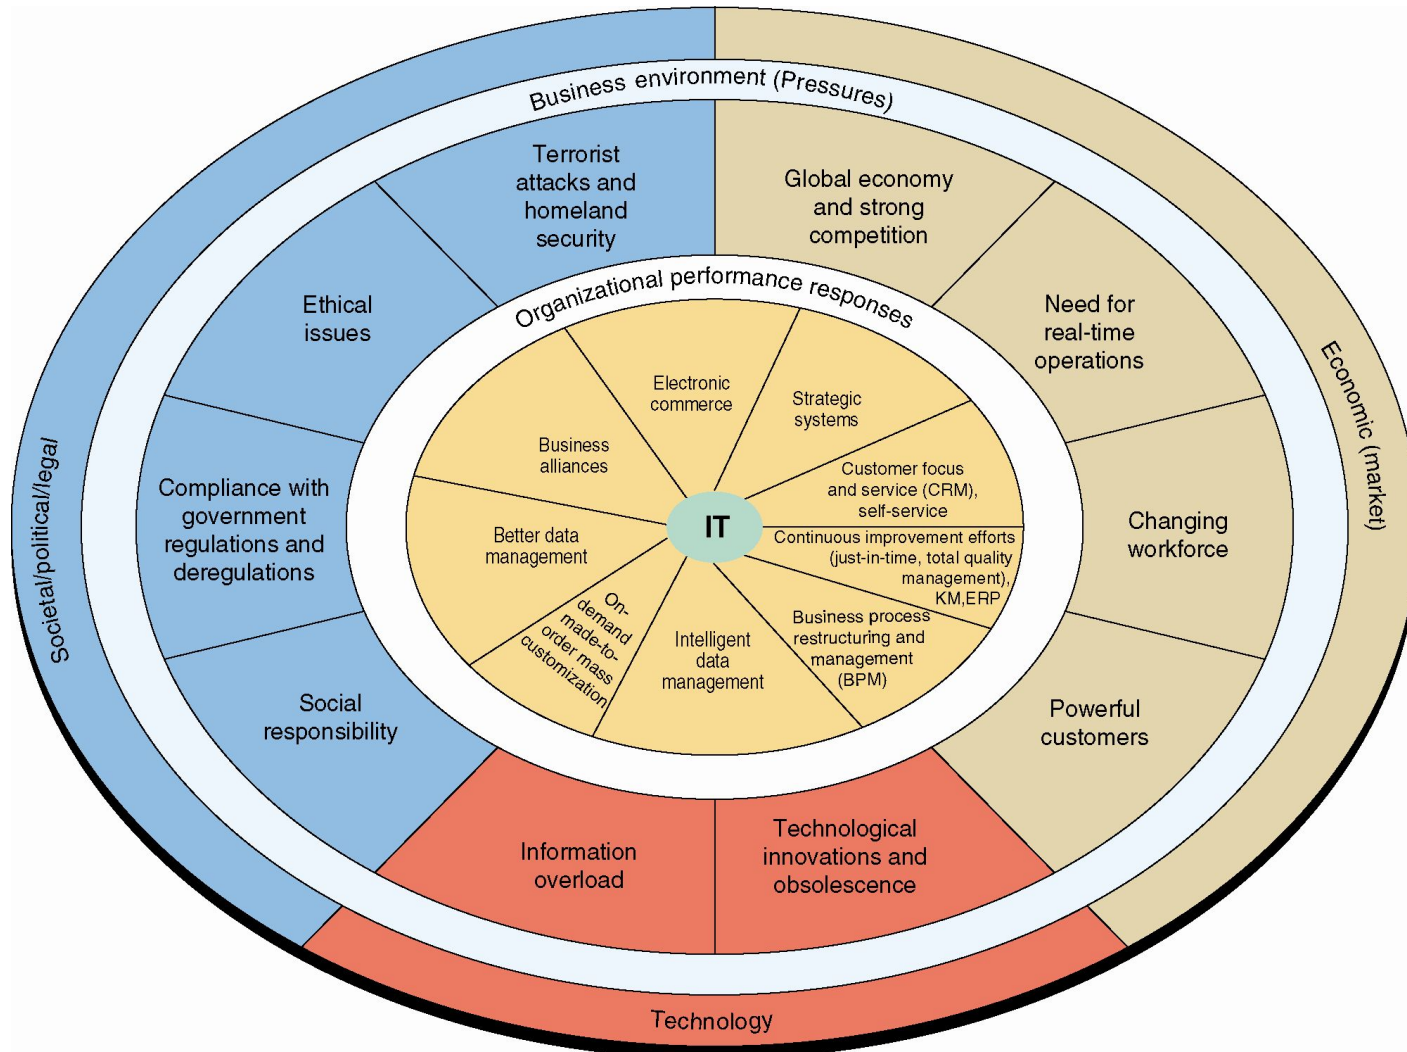 Business environment (Pressures)
Terrorist
attacks and
homeland
security
Global economy
and strong
competition
Need for
real-time
operations
Changing
workforce
Powerful
customers
Technological
innovations and
obsolescence
Information
overload
Social
responsibility
Compliance with
government
regulations and
deregulations
Ethical
issues
Societal/political/legal
Economic (market)
Technology
Organizational performance responses
Electronic
commerce
Strategic
systems
Customer focus
and service (CRM),
self-service
Continuous improvement efforts
(just-in-time, total quality
management),
KM,ERP
Business process
restructuring and
management
(BPM)
Intelligent
data
management
On-
demand
made-to-
order mass
customization
Better data
management
Business
alliances
IT